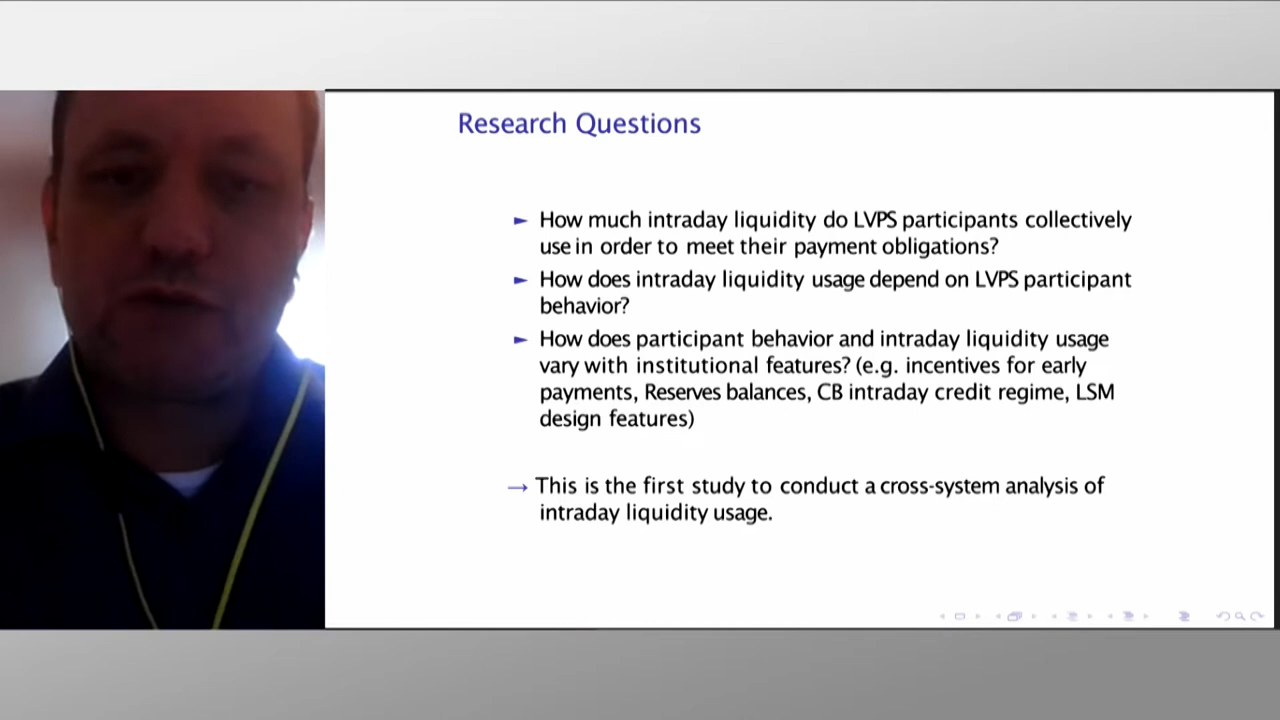 Research Questions
► How much intraday liquidity do LVPS participants collectively
use in order to meet their payment obligations?
► How does intraday liquidity usage depend on LVPS participant
behavior?
► How does participant behavior and intraday liquidity usage
vary with institutional features? (e.g. incentives for early
payments, Reserves balances, CB intraday credit regime, LSM
design features)
→ This is the first study to conduct a cross-system analysis of
intraday liquidity usage.